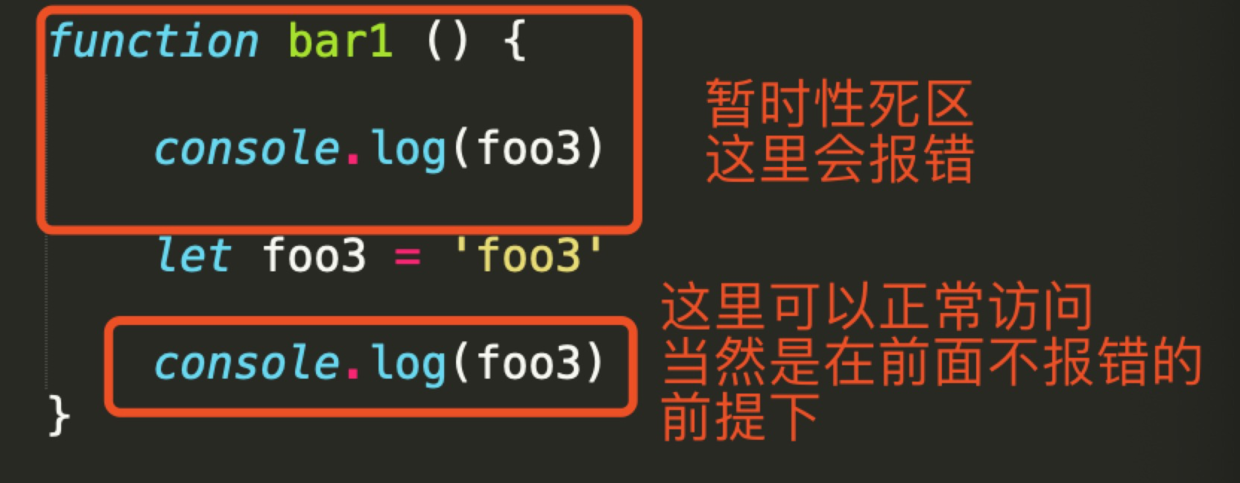 function bar1 () {
console.log(foo3)
暂时性死区
这里会报错
let foo3 = 'foo3'
console.log(foo3)
}
这里可以正常访问
当然是在前面不报错的
前提下